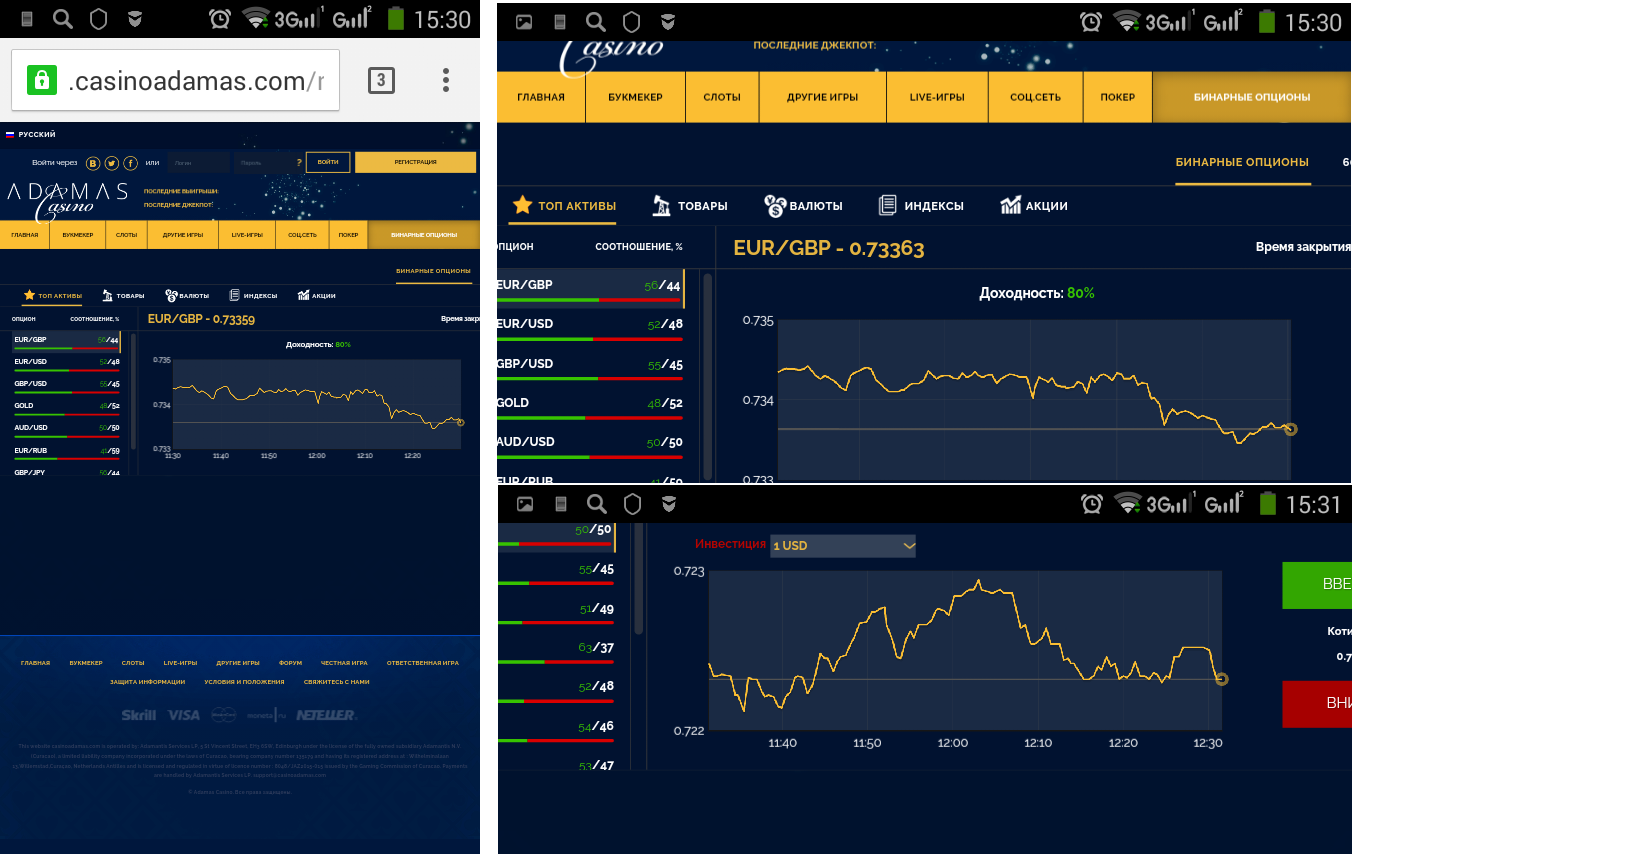 15:30
.casinoadamas.com/r
3
РУССКИЙ
Войти через
или
Логин
Пароль
?
ВОЙТИ
РЕГИСТРАЦИЯ
ADAMAS
Casino
ПОСЛЕДНИЕ ВЫИГРЫШИ:
ПОСЛЕДНИЕ ДЖЕКПОТ:
ГЛАВНАЯ БУКМЕКЕР СЛОТЫ ДРУГИЕ ИГРЫ LIVE-ИГРЫ СОЦ.СЕТЬ ПОКЕР БИНАРНЫЕ ОПЦИОНЫ
БИНАРНЫЕ ОПЦИОНЫ
ТОП АКТИВЫ ТОВАРЫ ВАЛЮТЫ ИНДЕКСЫ АКЦИИ
ОПЦИОН СООТНОШЕНИЕ, % EUR/GBP - 0.73359 Время закр
EUR/GBP 56/44
Доходность: 80%
EUR/USD 52/48
GBP/USD 55/45
GOLD 48/52
AUD/USD 50/50
EUR/RUB 41/59
GBP/JPY 56/44
0.735
0.734
0.733
11:30 11:40 11:50 12:00 12:10 12:20
ГЛАВНАЯ БУКМЕКЕР СЛОТЫ LIVE-ИГРЫ ДРУГИЕ ИГРЫ ФОРУМ ЧЕСТНАЯ ИГРА ОТВЕТСТВЕННАЯ ИГРА
ЗАЩИТА ИНФОРМАЦИИ УСЛОВИЯ И ПОЛОЖЕНИЯ СВЯЖИТЕСЬ С НАМИ
Skrill VISA NETELLER
3G G 15:30
Casino
ПОСЛЕДНИЕ ДЖЕКПОТ:
ГЛАВНАЯ БУКМЕКЕР СЛОТЫ ДРУГИЕ ИГРЫ LIVE-ИГРЫ СОЦ.СЕТЬ ПОКЕР БИНАРНЫЕ ОПЦИОНЫ
БИНАРНЫЕ ОПЦИОНЫ 6
ТОП АКТИВЫ ТОВАРЫ ВАЛЮТЫ ИНДЕКСЫ АКЦИИ
ПЦИОН СООТНОШЕНИЕ, % EUR/GBP - 0.73363 Время закрытия
EUR/GBP 56/44
Доходность: 80%
EUR/USD 52/48
GBP/USD 55/45
GOLD 48/52
AUD/USD 50/50
EUR/RUB 41/59
0.735
0.734
0.733
3G G 15:31
50/50
55/45
51/49
63/37
52/48
54/46
53/47
Инвестиция 1 USD
0.723
0.722
11:40 11:50 12:00 12:10 12:20 12:30
ВВЕ
Коти
0.7
ВНИ